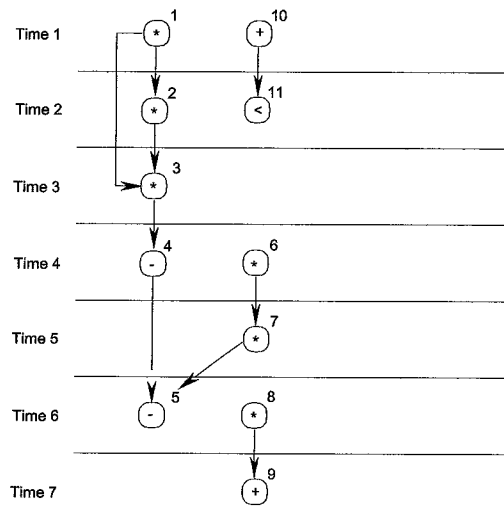 1 10
Time 1 * +
2 11
Time 2 * <
3
Time 3 *
4 6
Time 4 - *
7
Time 5 *
5 8
Time 6 - *
9
Time 7 +